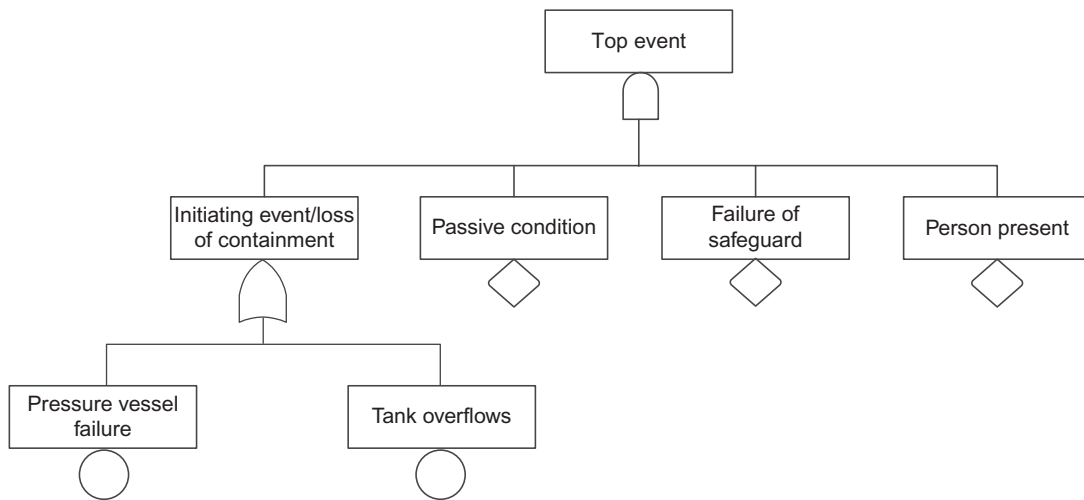 Top event
Initiating event/loss
of containment
Passive condition
Failure of
safeguard
Person present
Pressure vessel
failure
Tank overflows